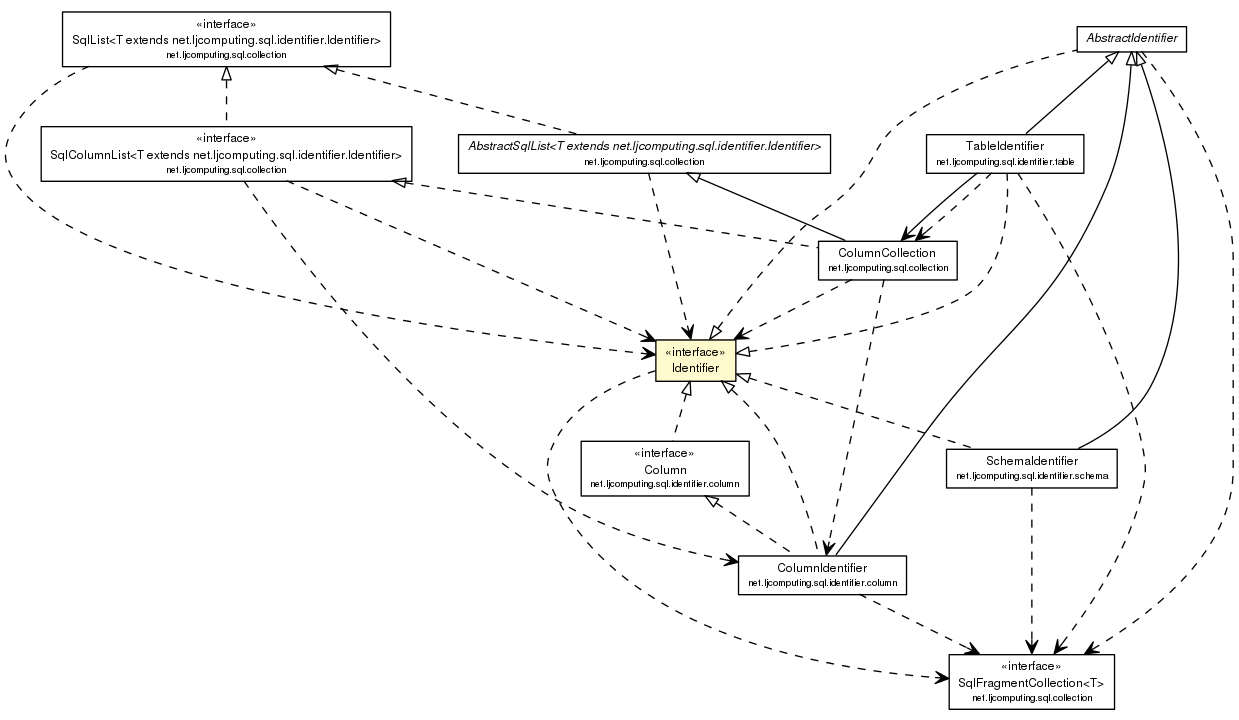 «interface»
SqlList<T extends net.ljcomputing.sql.identifier.Identifier>
net.ljcomputing.sql.collection
AbstractIdentifier
«interface»
SqlColumnList<T extends net.ljcomputing.sql.identifier.Identifier>
net.ljcomputing.sql.collection
AbstractSqlList<T extends net.ljcomputing.sql.identifier.Identifier>
net.ljcomputing.sql.collection
TableIdentifier
net.ljcomputing.sql.identifier.table
ColumnCollection
net.ljcomputing.sql.collection
«interface»
Identifier
«interface»
Column
net.ljcomputing.sql.identifier.column
SchemaIdentifier
net.ljcomputing.sql.identifier.schema
ColumnIdentifier
net.ljcomputing.sql.identifier.column
«interface»
SqlFragmentCollection<T>
net.ljcomputing.sql.collection